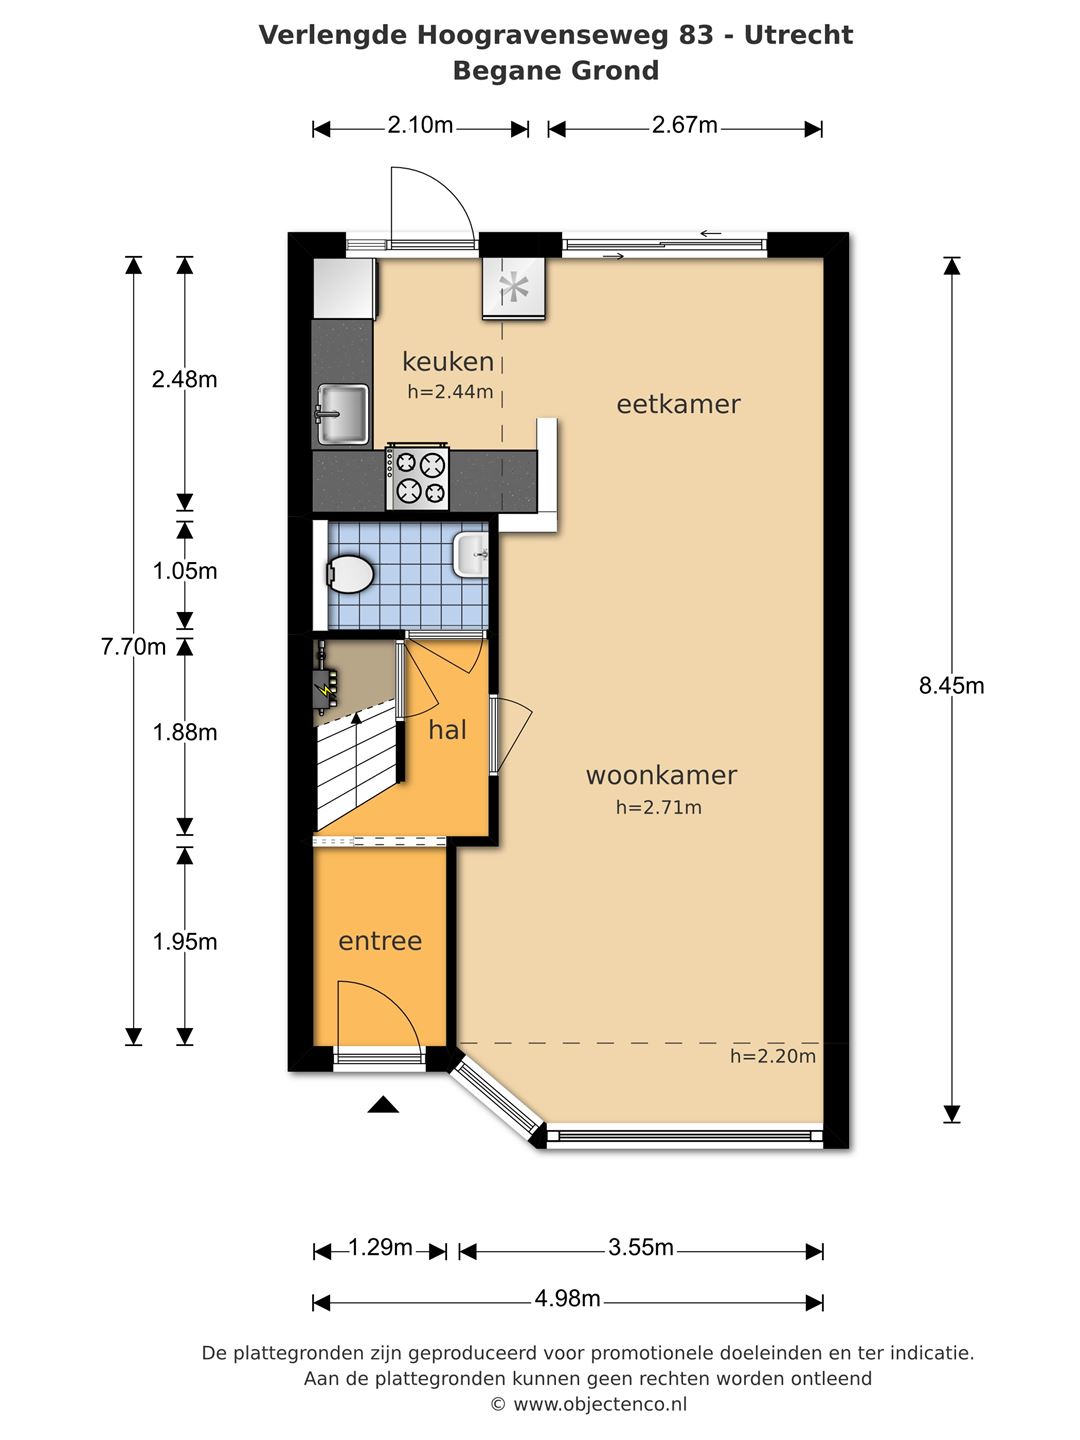 Verlengde Hoogravenseweg 83 - Utrecht
Begane Grond
2.10m
2.67m
2.48m
keuken
h=2.44m
eetkamer
1.05m
7.70m
8.45m
1.88m
hal
woonkamer
h=2.71m
1.95m
entree
h=2.20m
1.29m
3.55m
4.98m
De plattegronden zijn geproduceerd voor promotionele doeleinden en ter indicatie.
Aan de plattegronden kunnen geen rechten worden ontleend
© www.objectenco.nl